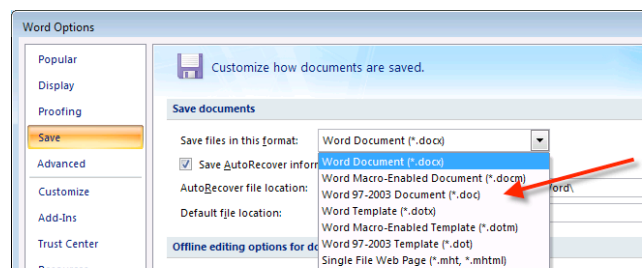 Word Options
Popular
Display
Proofing
Save
Advanced
Customize
Add-Ins
Trust Center
Customize how documents are saved.
Save documents
Save files in this format: Word Document (*.docx)
Word Document (*.docx)
Word Macro-Enabled Document (*.docm)
Word 97-2003 Document (*.doc)
Word Template (*.dotx)
Word Macro-Enabled Template (*.dotm)
Word 97-2003 Template (*.dot)
Single File Web Page (*.mht, *.mhtml)
Save AutoRecover
AutoRecover file location:
Default file location:
Offline editing options for